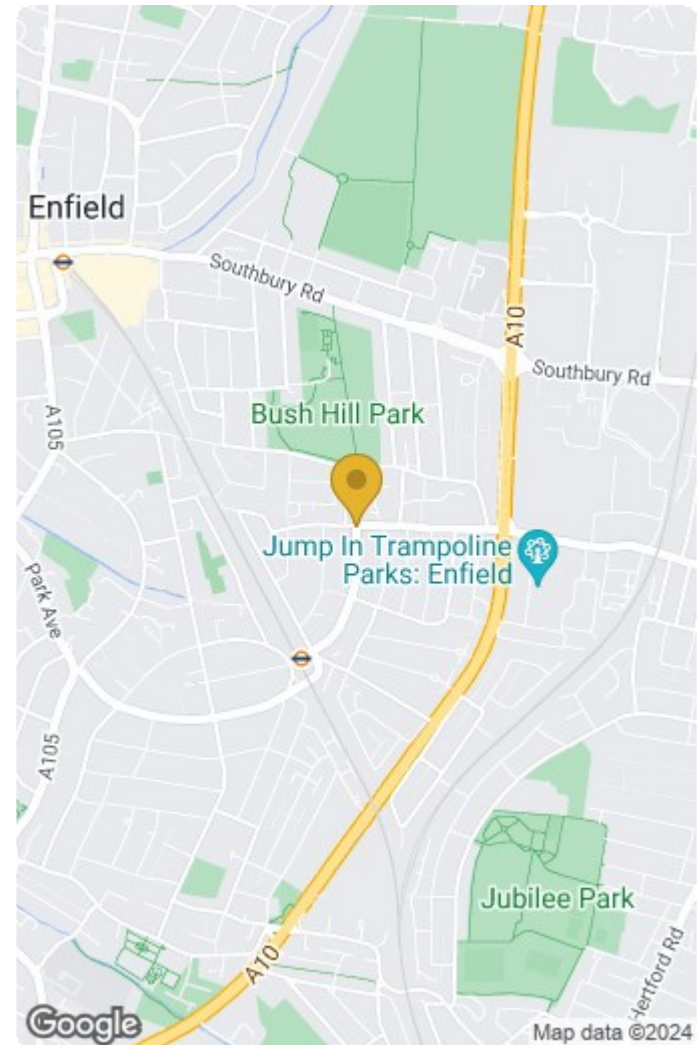 Enfield
Southbury Rd
A10
Southbury Rd
Bush Hill Park
A105
Jump In Trampoline
Parks: Enfield
Park Ave
A105
Jubilee Park
Hertford Rd
A10
Google
Map data ©2024